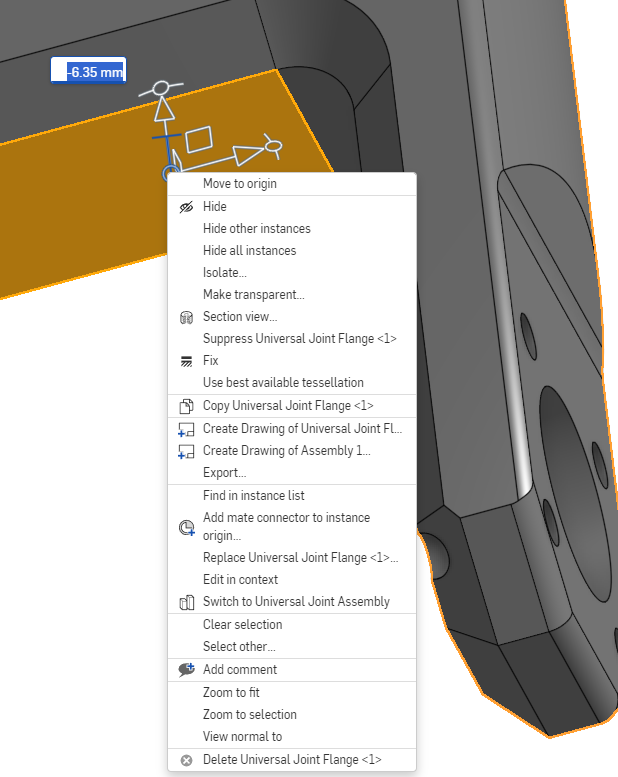 -6.35 mm
Move to origin
Hide
Hide other instances
Hide all instances
Isolate...
Make transparent...
Section view...
Suppress Universal Joint Flange <1>
Fix
Use best available tessellation
Copy Universal Joint Flange <1>
Create Drawing of Universal Joint Fl...
Create Drawing of Assembly 1...
Export...
Find in instance list
Add mate connector to instance
origin...
Replace Universal Joint Flange <1>...
Edit in context
Switch to Universal Joint Assembly
Clear selection
Select other...
Add comment
Zoom to fit
Zoom to selection
View normal to
Delete Universal Joint Flange <1>